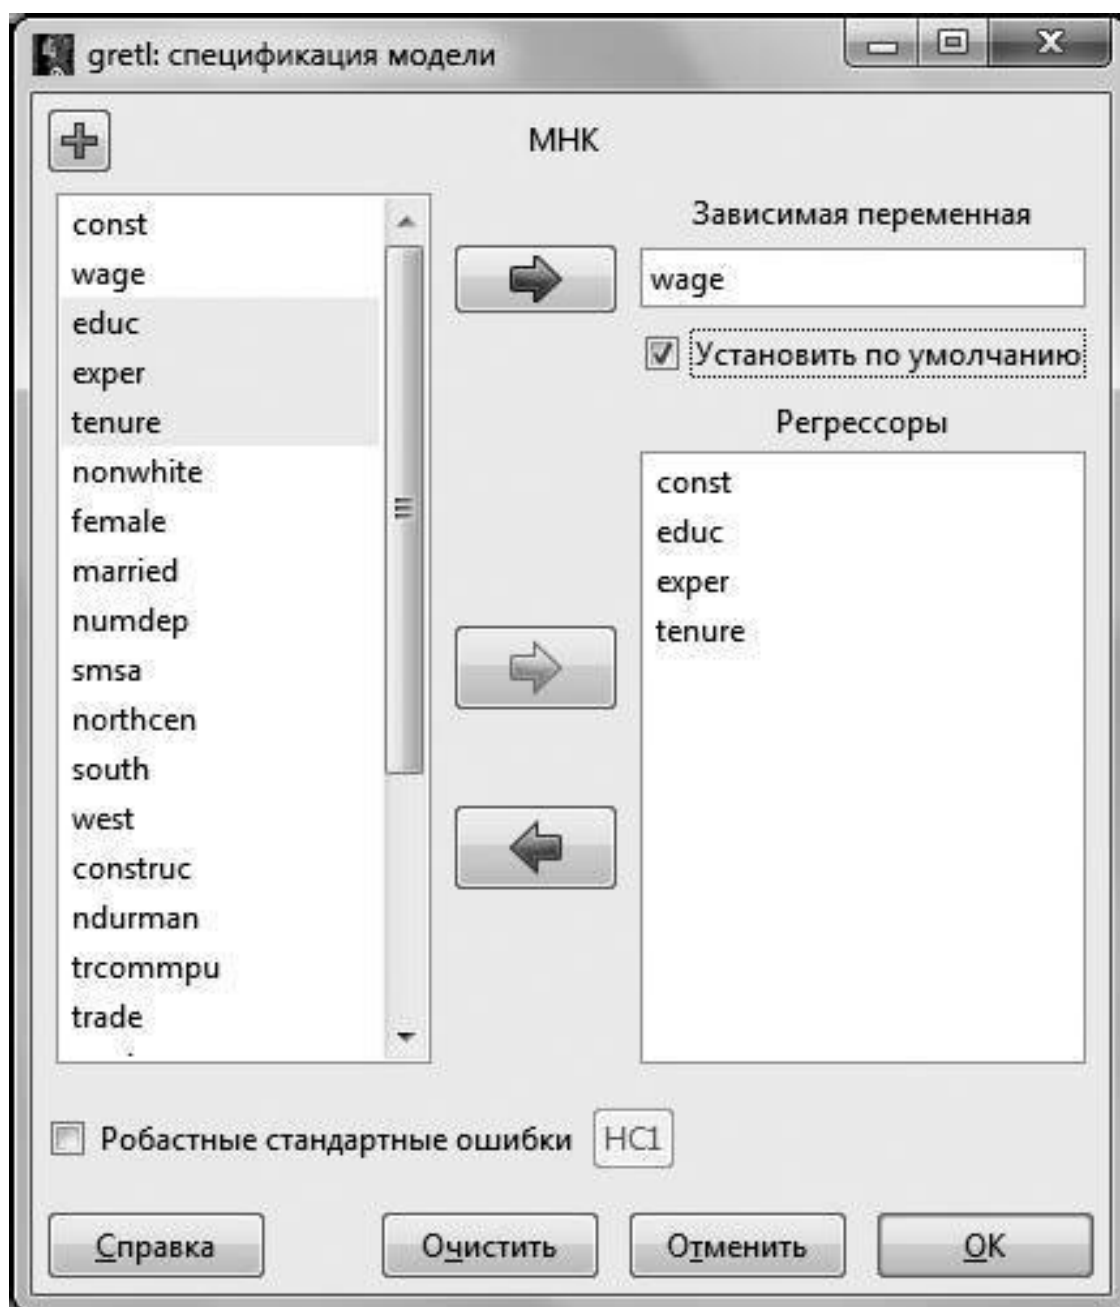 gretl: спецификация модели
МНК
const
wage
educ
exper
tenure
nonwhite
female
married
numdep
smsa
northcen
south
west
construc
ndurman
trcommpu
trade
Зависимая переменная
wage
Установить по умолчанию
Регрессоры
const
educ
exper
tenure
Робастные стандартные ошибки HC1
Справка Очистить Отменить OK